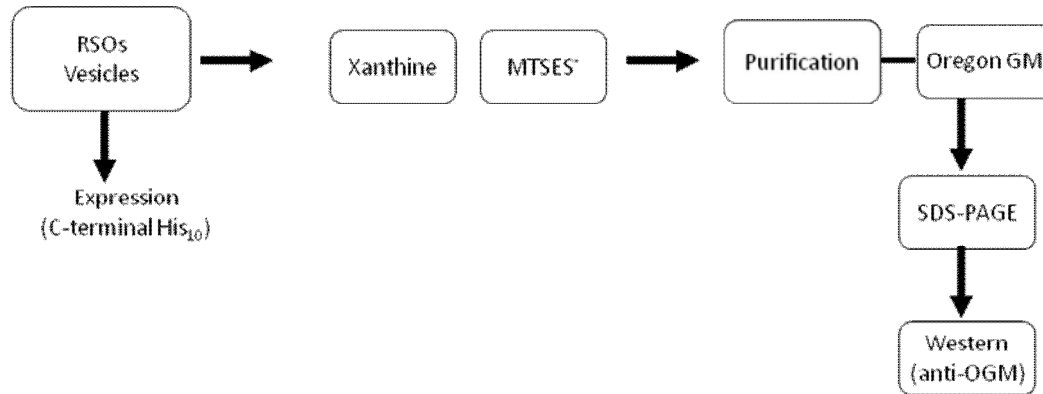 RSOs
Vesicles
Xanthine
MTSES⁻
Purification
Oregon GM
Expression
(C-terminal His₁₀)
SDS-PAGE
Western
(anti-OGM)